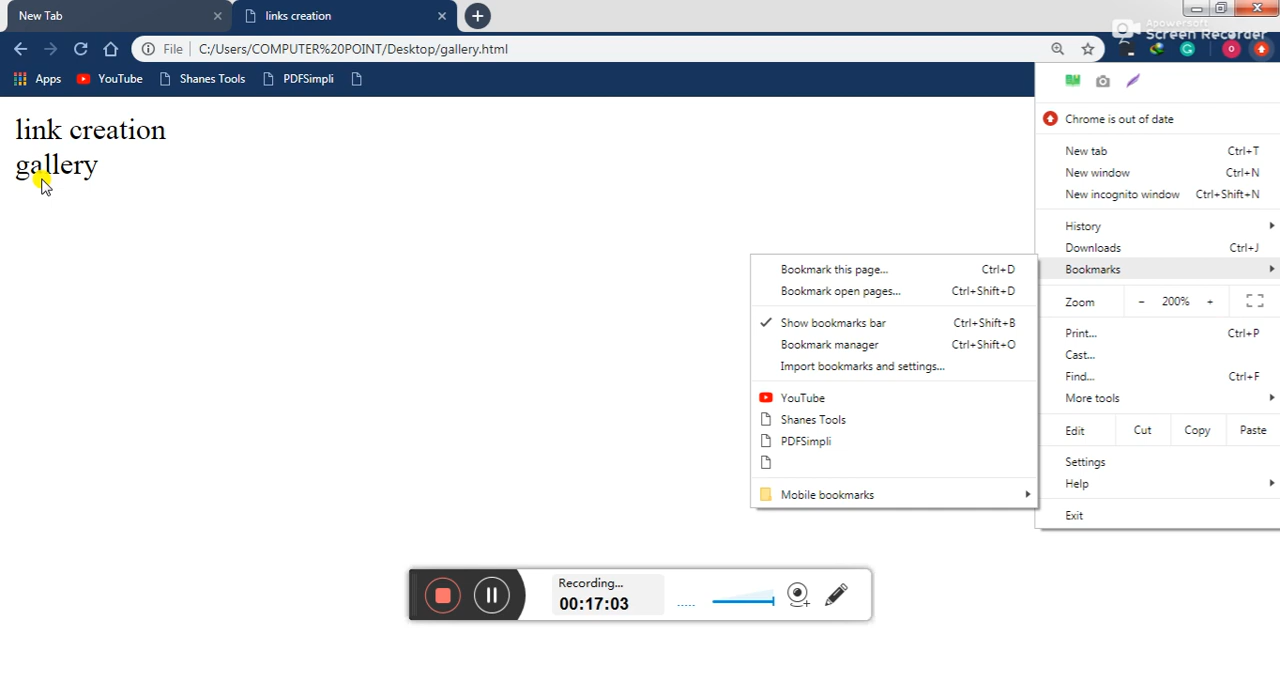 New Tab
links creation
Apowersoft
Screen Recorder
File
C:/Users/COMPUTER%20POINT/Desktop/gallery.html
Apps
YouTube
Shanes Tools
PDFSimpli
link creation
gallery
Chrome is out of date
New tab Ctrl+T
New window Ctrl+N
New incognito window Ctrl+Shift+N
History
Downloads Ctrl+J
Bookmarks
Zoom - 200% +
Print... Ctrl+P
Cast...
Find... Ctrl+F
More tools
Edit Cut Copy Paste
Settings
Help
Exit
Bookmark this page... Ctrl+D
Bookmark open pages... Ctrl+Shift+D
Show bookmarks bar Ctrl+Shift+B
Bookmark manager Ctrl+Shift+O
Import bookmarks and settings...
YouTube
Shanes Tools
PDFSimpli
Mobile bookmarks
Recording...
00:17:03